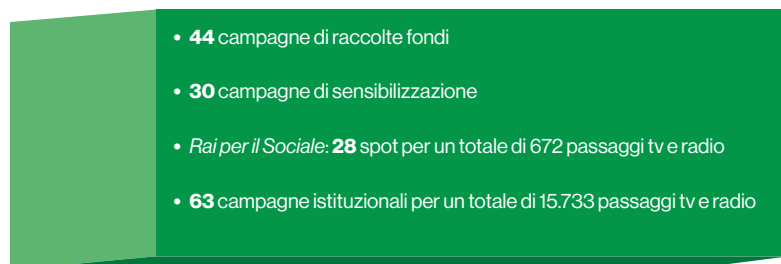 • 44 campagne di raccolte fondi
• 30 campagne di sensibilizzazione
• Rai per il Sociale: 28 spot per un totale di 672 passaggi tv e radio
• 63 campagne istituzionali per un totale di 15.733 passaggi tv e radio